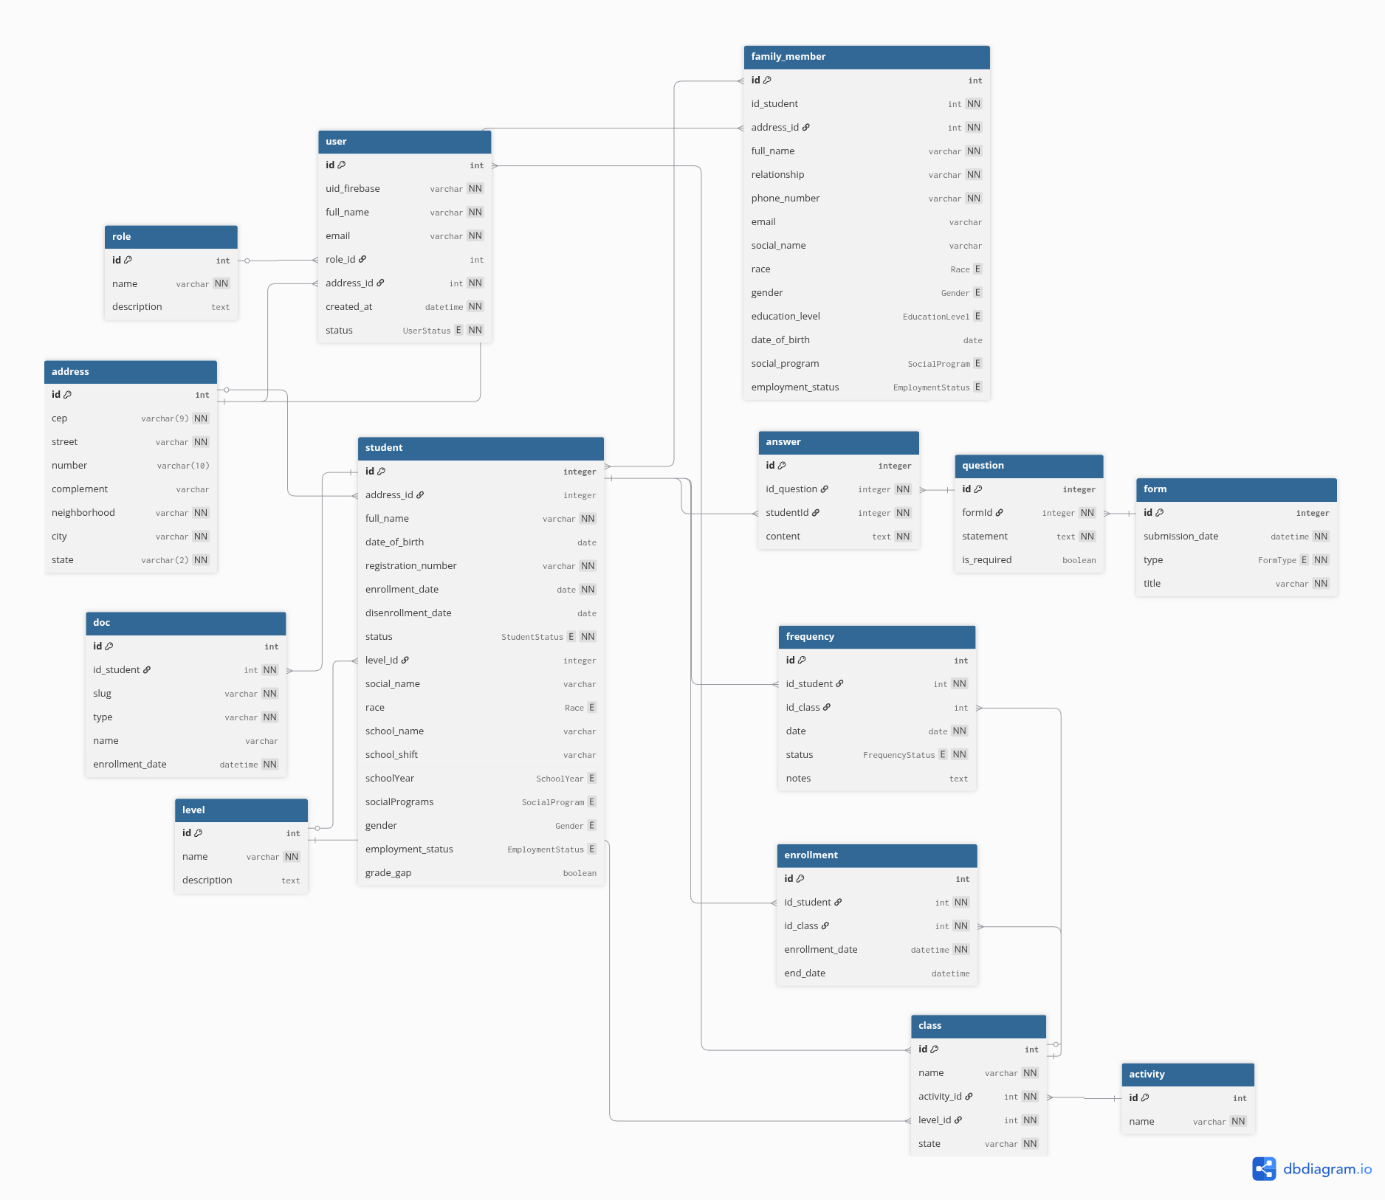 family_member
id int
id_student int NN
address_id int NN
full_name varchar NN
relationship varchar NN
phone_number varchar NN
email varchar
social_name varchar
race Race E
gender Gender E
education_level EducationLevel E
date_of_birth date
social_program SocialProgram E
employment_status EmploymentStatus E
user
id int
uid_firebase varchar NN
full_name varchar NN
email varchar NN
role_id int
address_id int NN
created_at datetime NN
status UserStatus E NN
role
id int
name varchar NN
description text
address
id int
cep varchar(9) NN
street varchar NN
number varchar(10)
complement varchar
neighborhood varchar NN
city varchar NN
state varchar(2) NN
student
id integer
address_id integer
full_name varchar NN
date_of_birth date
registration_number varchar NN
enrollment_date date NN
disenrollment_date date
status StudentStatus E NN
level_id integer
social_name varchar
race Race E
school_name varchar
school_shift varchar
schoolYear SchoolYear E
socialPrograms SocialProgram E
gender Gender E
employment_status EmploymentStatus E
grade_gap boolean
answer
id integer
id_question integer NN
studentId integer NN
content text NN
question
id integer
formId integer NN
statement text NN
is_required boolean
form
id integer
submission_date datetime NN
type FormType E NN
title varchar NN
doc
id int
id_student int NN
slug varchar NN
type varchar NN
name varchar
enrollment_date datetime NN
frequency
id int
id_student int NN
id_class int
date date NN
status FrequencyStatus E NN
notes text
level
id int
name varchar NN
description text
enrollment
id int
id_student int NN
id_class int NN
enrollment_date datetime NN
end_date datetime
class
id int
name varchar NN
activity_id int NN
level_id int NN
state varchar NN
activity
id int
name varchar NN
dbdiagram.io